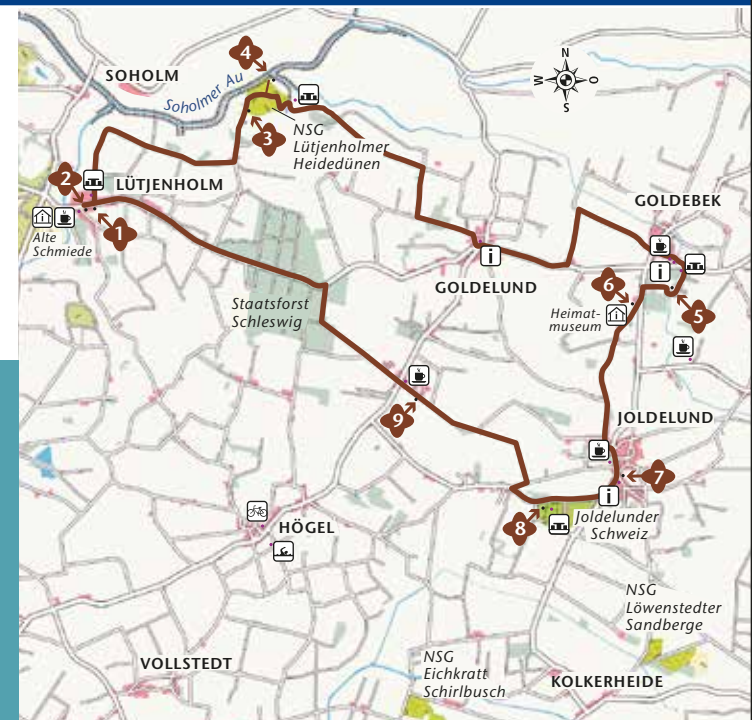 4
SOHOLM
Soholmer Au
N
W
O
S
3
NSG
Lütjenholmer
Heidedünen
2
LÜTJENHOLM
i
Alte
Schmiede
1
GOLDEBEK
i
GOLDELUND
i
6
Heimat-
museum
i
5
Staatsforst
Schleswig
9
JOLDELUND
7
i
8
Joldelunder
Schweiz
HÖGEL
NSG
Löwenstedter
Sandberge
VOLLSTEDT
NSG
Eichkratt
Schirlbusch
KOLKERHEIDE